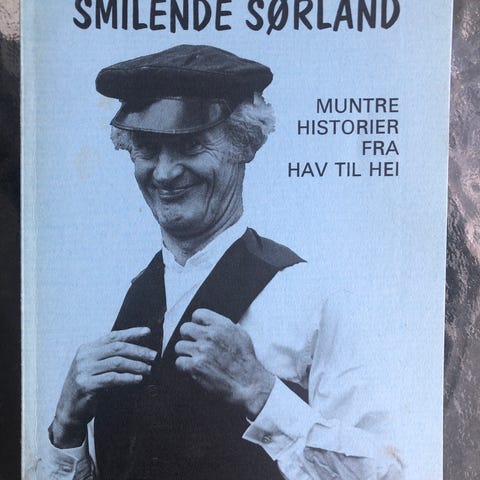 SMILENDE SØRLAND
MUNTRE
HISTORIER
FRA
HAV TIL HEI